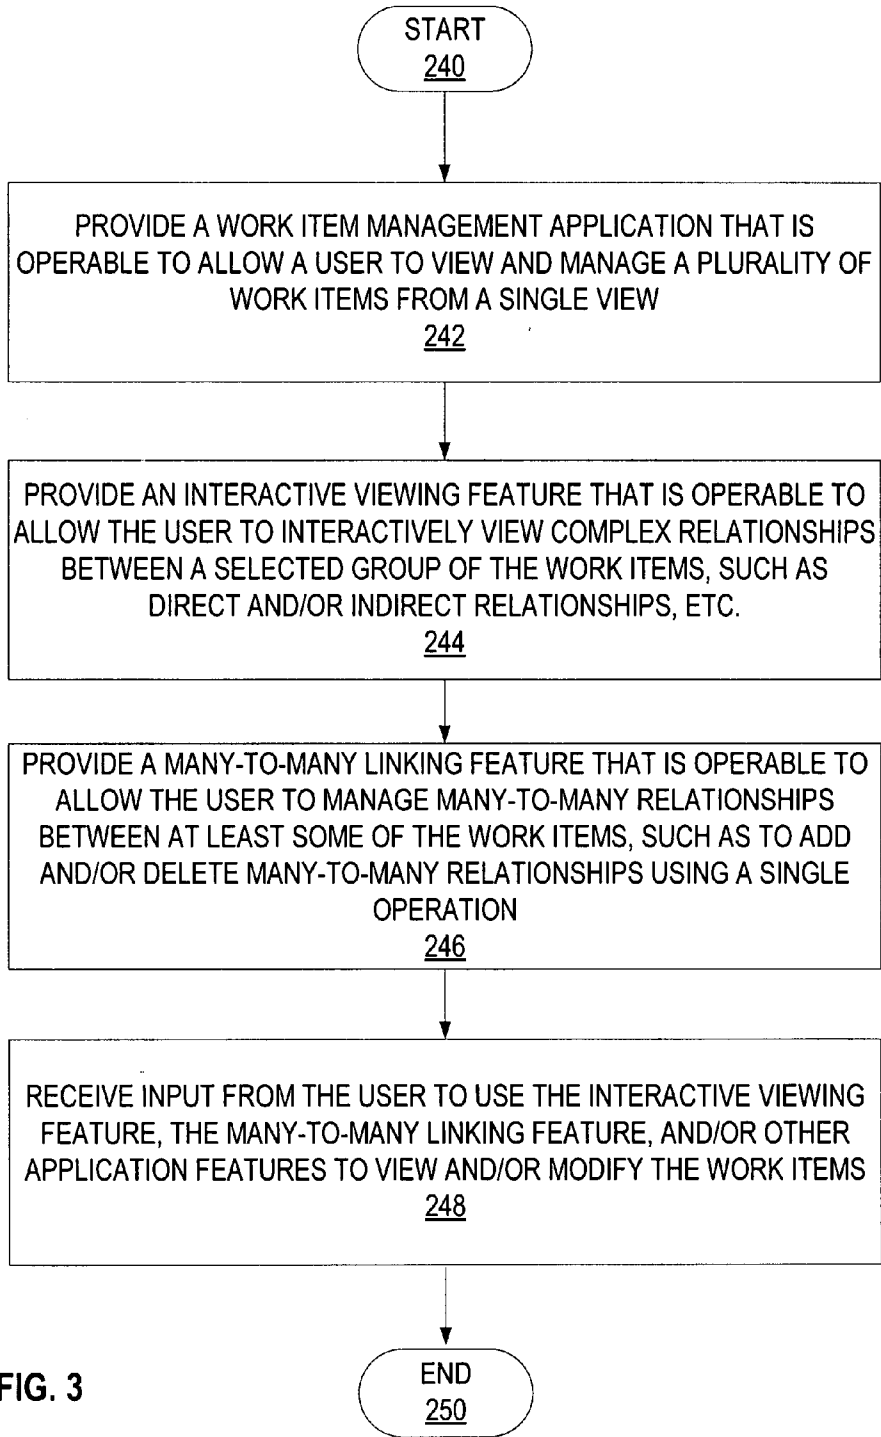 START
240
PROVIDE A WORK ITEM MANAGEMENT APPLICATION THAT IS
OPERABLE TO ALLOW A USER TO VIEW AND MANAGE A PLURALITY OF
WORK ITEMS FROM A SINGLE VIEW
242
PROVIDE AN INTERACTIVE VIEWING FEATURE THAT IS OPERABLE TO
ALLOW THE USER TO INTERACTIVELY VIEW COMPLEX RELATIONSHIPS
BETWEEN A SELECTED GROUP OF THE WORK ITEMS, SUCH AS
DIRECT AND/OR INDIRECT RELATIONSHIPS, ETC.
244
PROVIDE A MANY-TO-MANY LINKING FEATURE THAT IS OPERABLE TO
ALLOW THE USER TO MANAGE MANY-TO-MANY RELATIONSHIPS
BETWEEN AT LEAST SOME OF THE WORK ITEMS, SUCH AS TO ADD
AND/OR DELETE MANY-TO-MANY RELATIONSHIPS USING A SINGLE
OPERATION
246
RECEIVE INPUT FROM THE USER TO USE THE INTERACTIVE VIEWING
FEATURE, THE MANY-TO-MANY LINKING FEATURE, AND/OR OTHER
APPLICATION FEATURES TO VIEW AND/OR MODIFY THE WORK ITEMS
248
END
250
FIG. 3